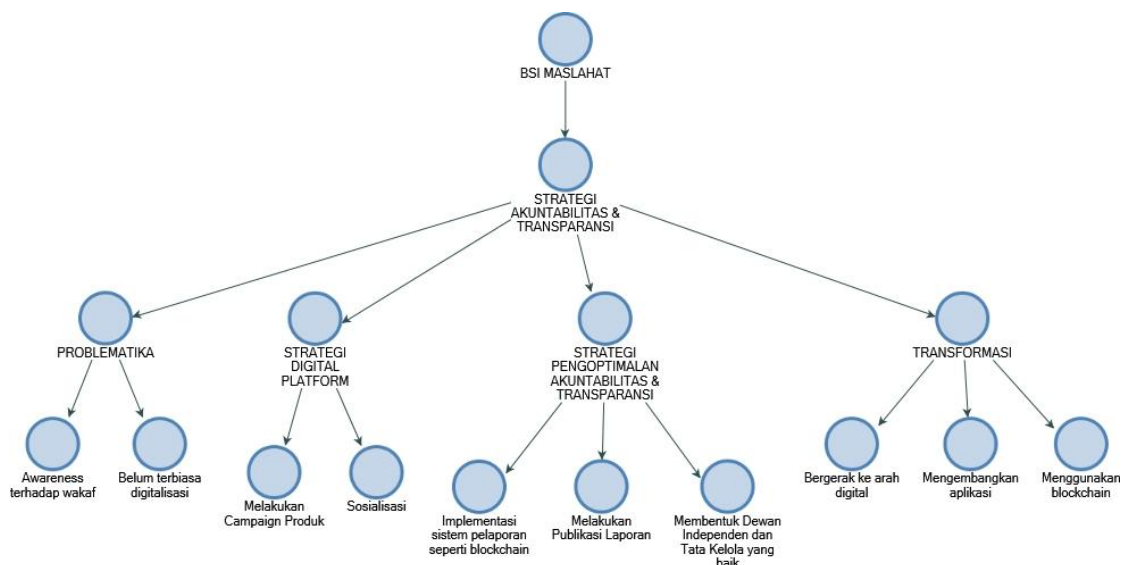 BSI MASLAHAT
STRATEGI
AKUNTABILITAS &
TRANSPARANSI
PROBLEMATIKA
STRATEGI
DIGITAL
PLATFORM
STRATEGI
PENGOPTIMALAN
AKUNTABILITAS &
TRANSPARANSI
TRANSFORMASI
Awareness
terhadap wakaf
Belum terbiasa
digitalisasi
Melakukan
Campaign Produk
Sosialisasi
Implementasi
sistem pelaporan
seperti blockchain
Melakukan
Publikasi Laporan
Membentuk Dewan
Independen dan
Tata Kelola yang
baik
Bergerak ke arah
digital
Mengembangkan
aplikasi
Menggunakan
blockchain